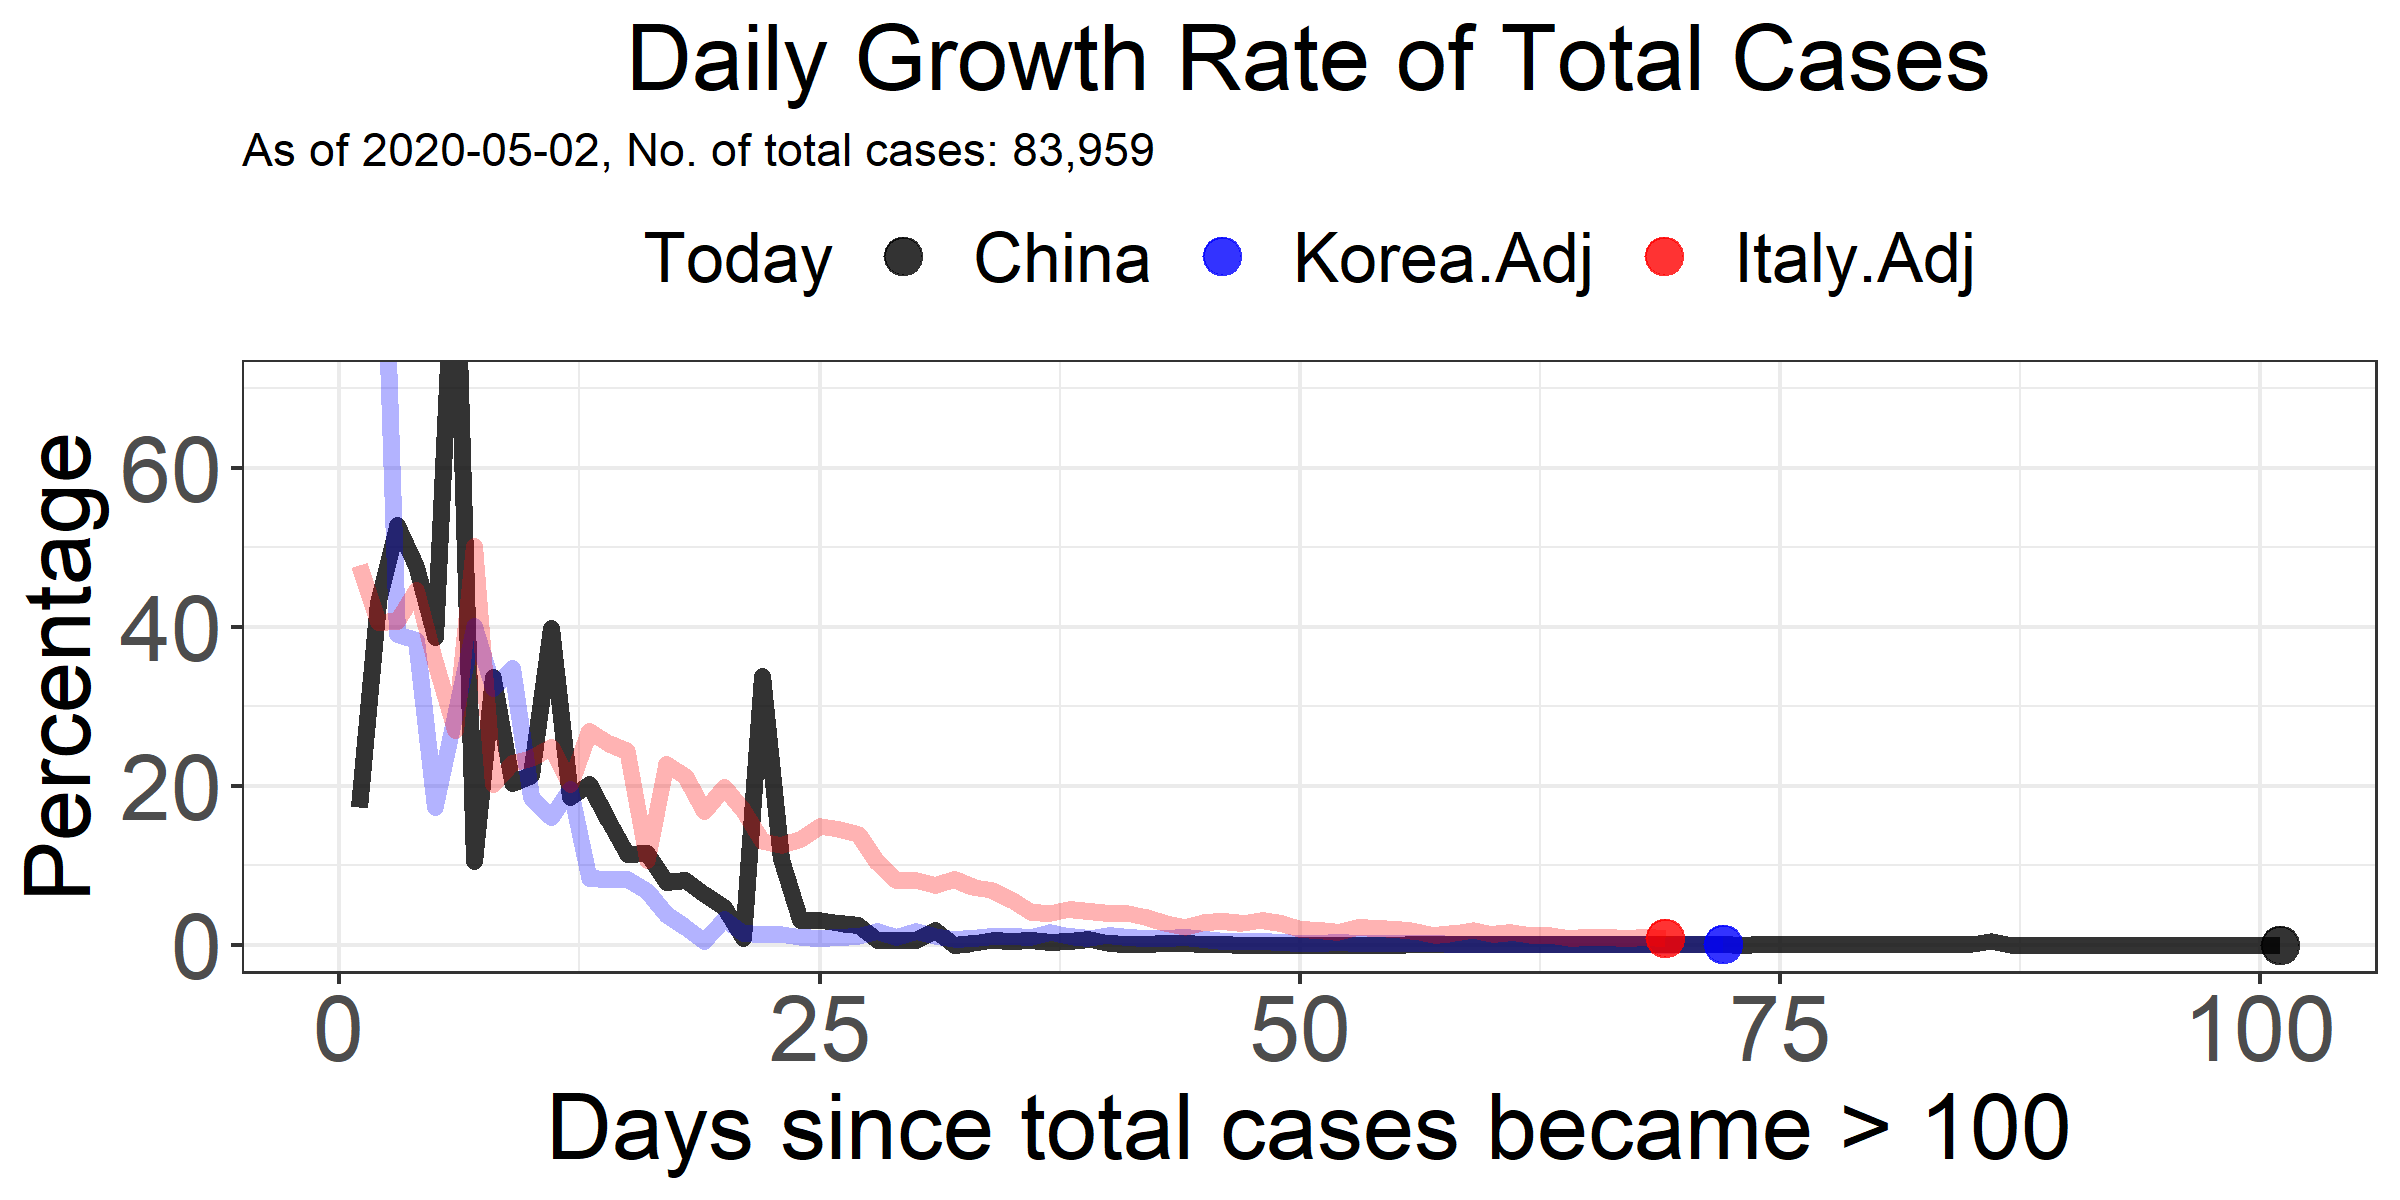 Daily Growth Rate of Total Cases
As of 2020-05-02, No. of total cases: 83,959
Today China Korea.Adj Italy.Adj
Percentage
60
40
20
0
0 25 50 75 100
Days since total cases became > 100